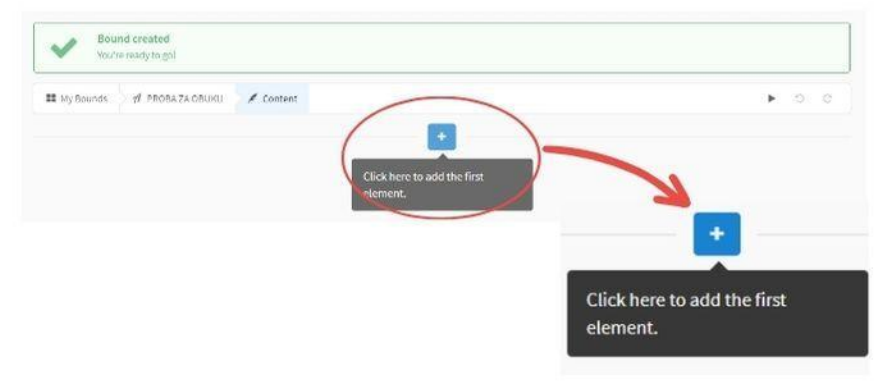 Bound created
You're ready to go!
My Bounds PROBA ZA OBUKU Content
Click here to add the first
element.
Click here to add the first
element.